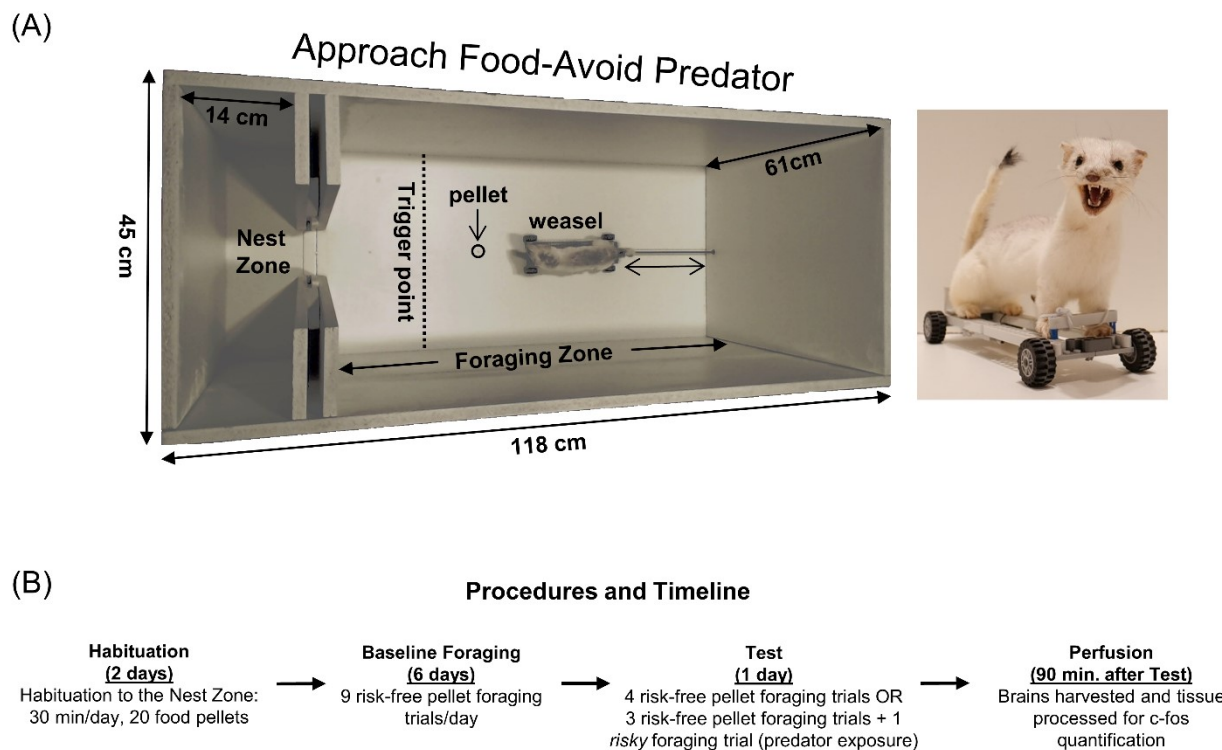 (A)
Approach Food-Avoid Predator
14 cm
61cm
45 cm
Nest
Zone
Trigger point
pellet
weasel
Foraging Zone
118 cm
(B)
Procedures and Timeline
Habituation
(2 days)
Habituation to the Nest Zone:
30 min/day, 20 food pellets
Baseline Foraging
(6 days)
9 risk-free pellet foraging
trials/day
Test
(1 day)
4 risk-free pellet foraging trials OR
3 risk-free pellet foraging trials + 1
risky foraging trial (predator exposure)
Perfusion
(90 min. after Test)
Brains harvested and tissue
processed for c-fos
quantification